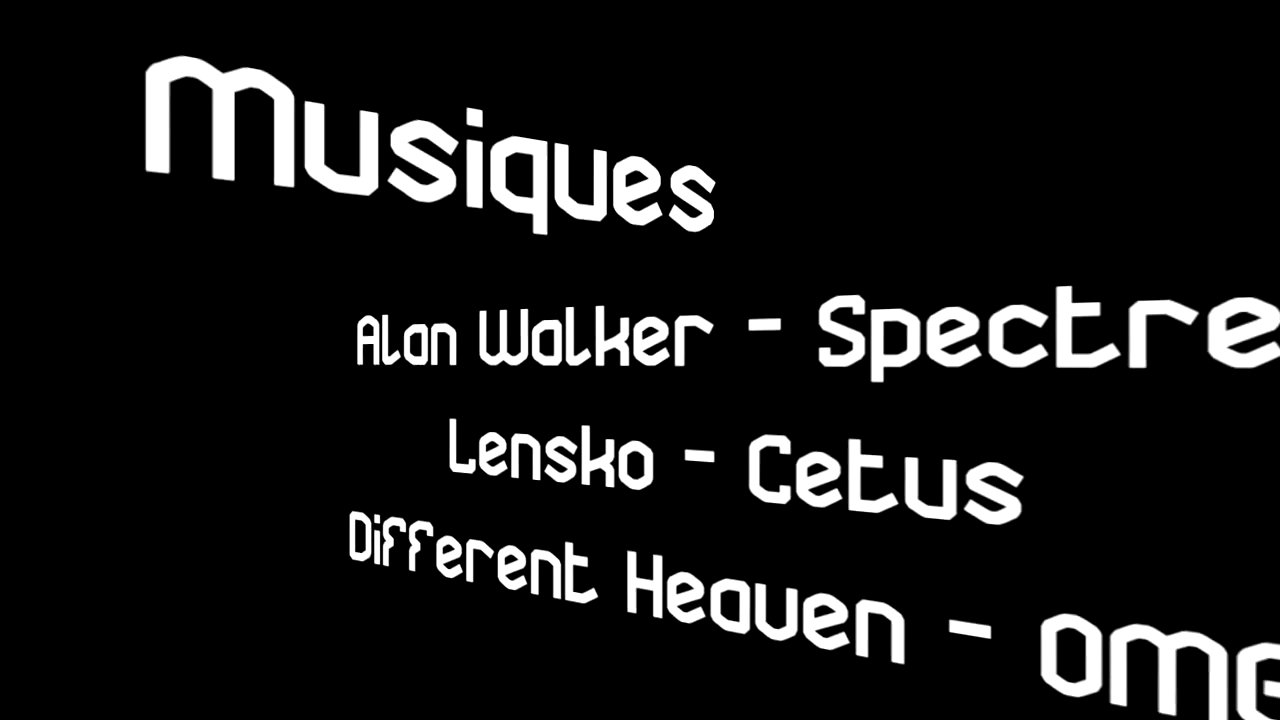 Musiques
Alan Walker - Spectre
Lensko - Cetus
Different Heaven -